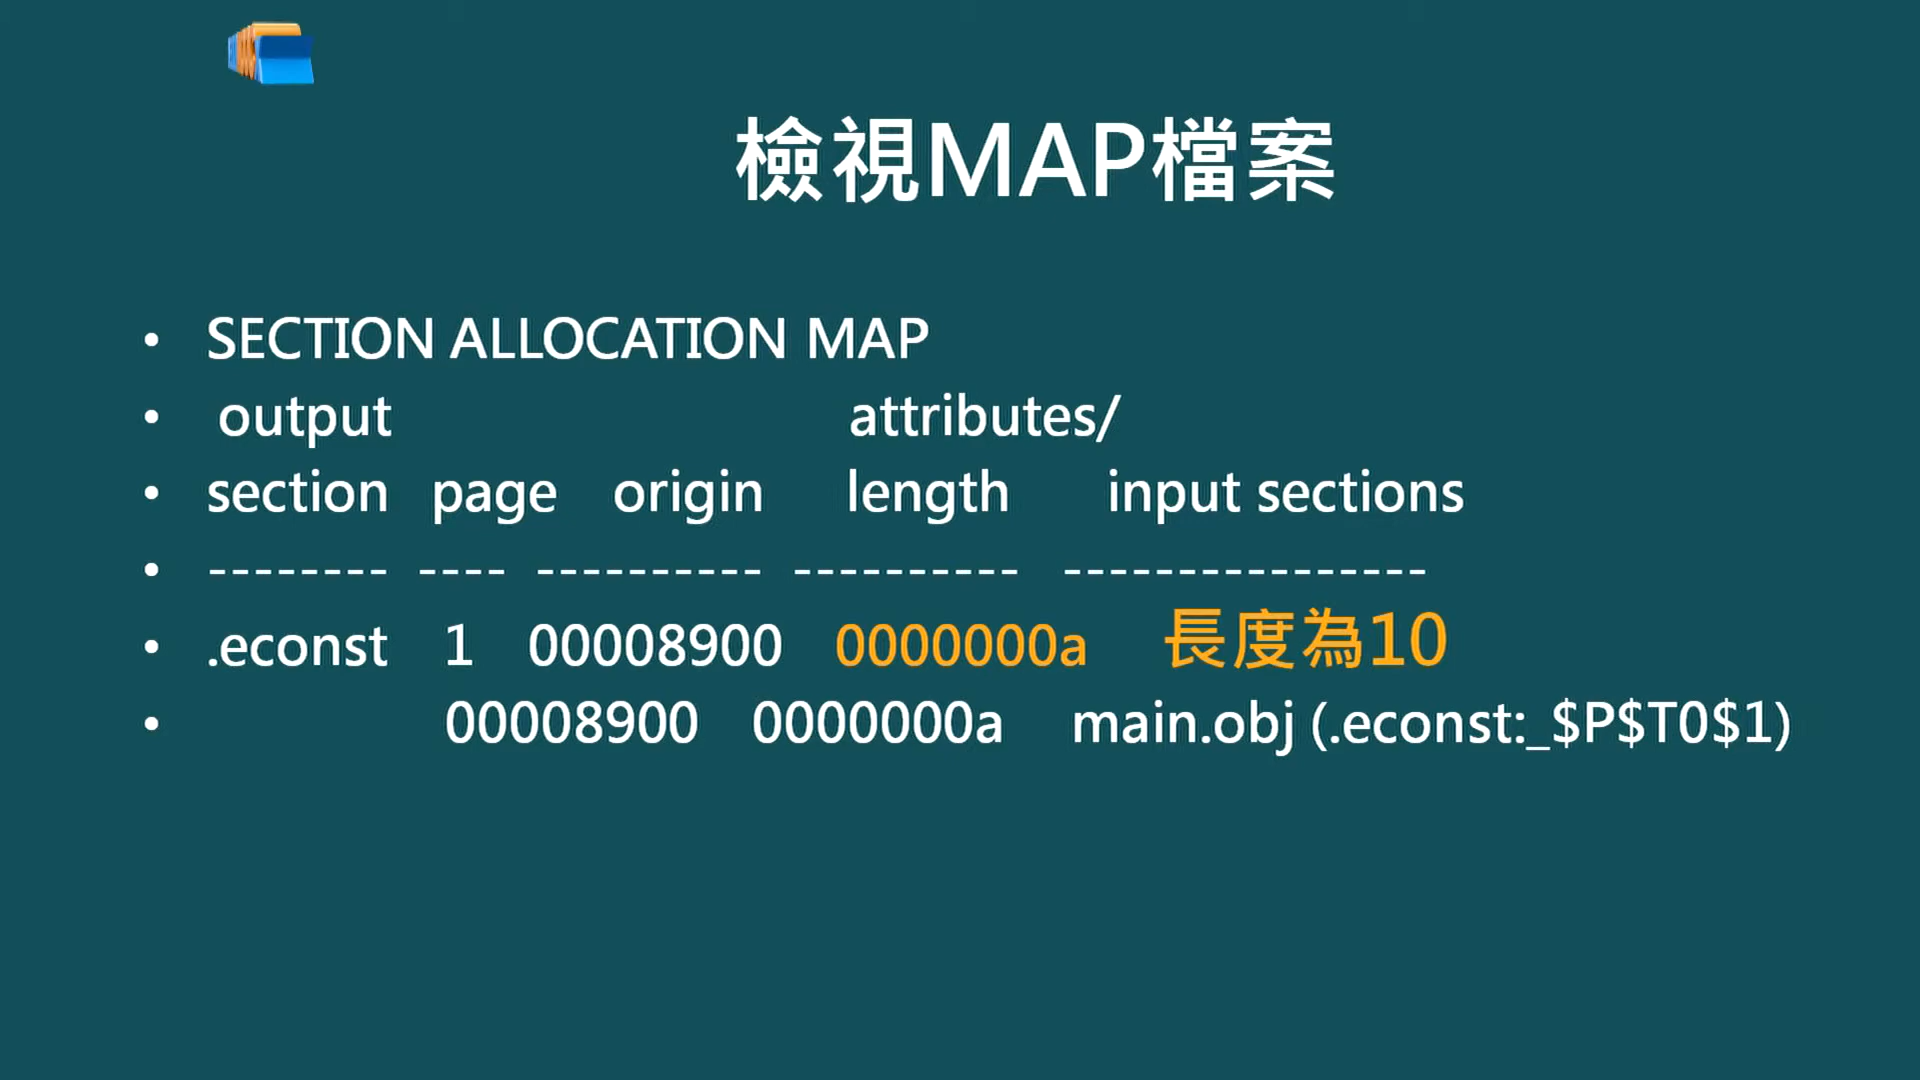 檢視MAP檔案
• SECTION ALLOCATION MAP
• output attributes/
• section page origin length input sections
• -------- ---- ---------- ---------- ----------------
• .econst 1 00008900 0000000a 長度為10
• 00008900 0000000a main.obj (.econst:_$P$T0$1)